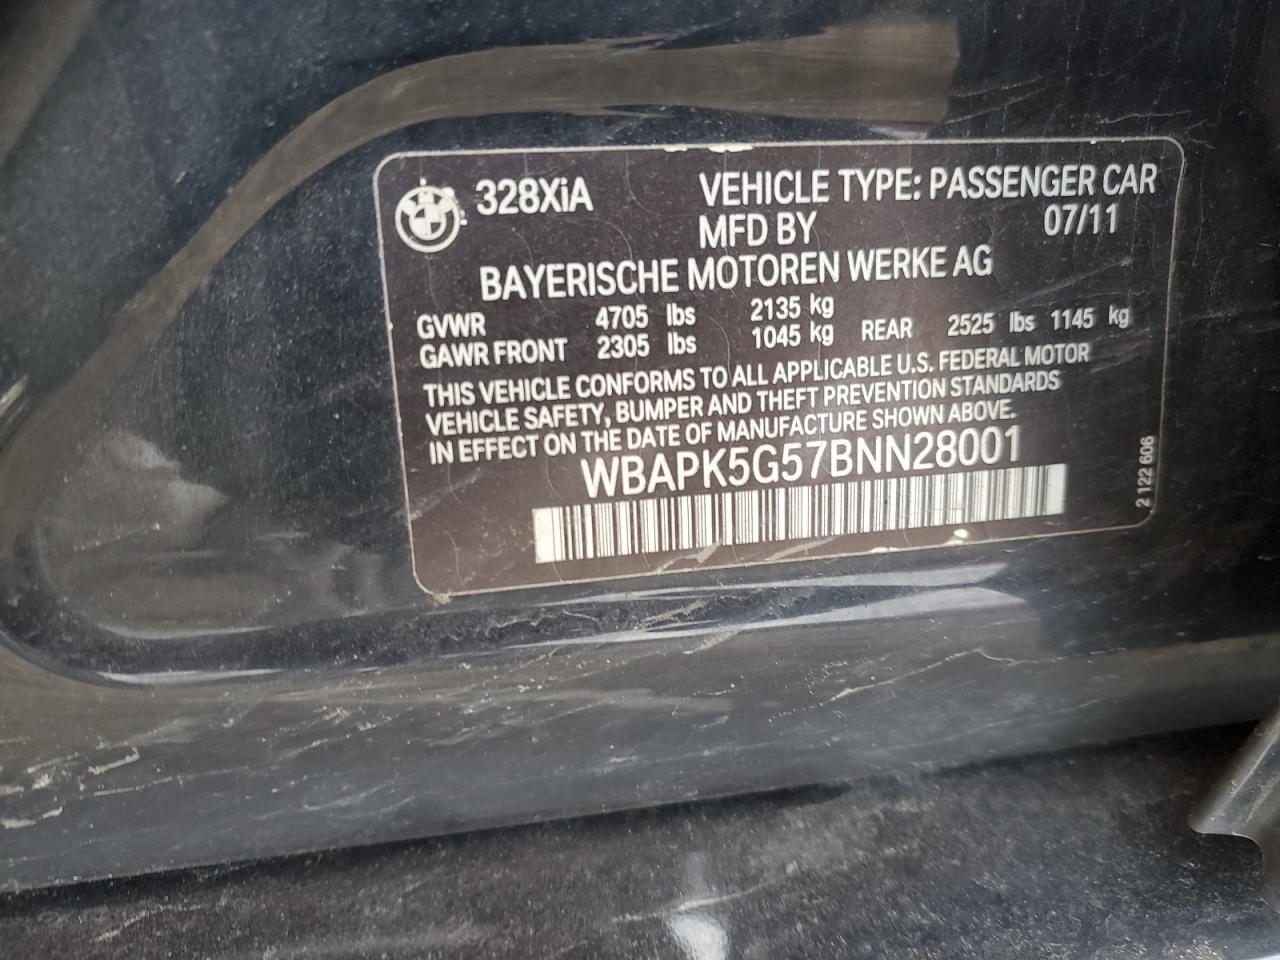 328XiA VEHICLE TYPE: PASSENGER CAR
MFD BY 07/11
BAYERISCHE MOTOREN WERKE AG
GVWR 4705 lbs 2135 kg
GAWR FRONT 2305 lbs 1045 kg REAR 2525 lbs 1145 kg
THIS VEHICLE CONFORMS TO ALL APPLICABLE U.S. FEDERAL MOTOR
VEHICLE SAFETY, BUMPER AND THEFT PREVENTION STANDARDS
IN EFFECT ON THE DATE OF MANUFACTURE SHOWN ABOVE.
WBAPK5G57BNN28001
2 122 606